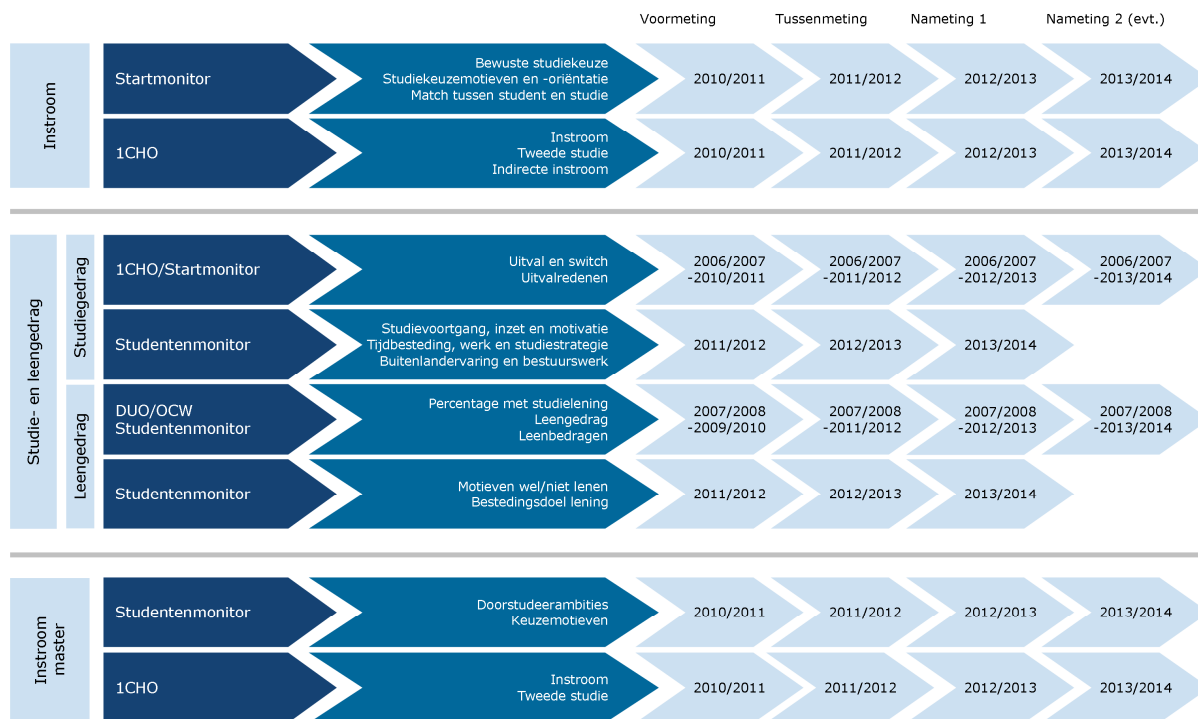 Voormeting Tussenmeting Nameting 1 Nameting 2 (evt.)
Instroom
Startmonitor
Bewuste studiekeuze
Studiekeuzemotieven en -oriëntatie
Match tussen student en studie
2010/2011 2011/2012 2012/2013 2013/2014
1CHO
Instroom
Tweede studie
Indirecte instroom
2010/2011 2011/2012 2012/2013 2013/2014
Studie- en leengedrag
Studiegedrag
1CHO/Startmonitor
Uitval en switch
Uitvalredenen
2006/2007 2006/2007 2006/2007 2006/2007
-2010/2011 -2011/2012 -2012/2013 -2013/2014
Studentenmonitor
Studievoortgang, inzet en motivatie
Tijdbesteding, werk en studiestrategie
Buitenlandervaring en bestuurswerk
2011/2012 2012/2013 2013/2014
Leengedrag
DUO/OCW
Studentenmonitor
Percentage met studielening
Leengedrag
Leenbedragen
2007/2008 2007/2008 2007/2008 2007/2008
-2009/2010 -2011/2012 -2012/2013 -2013/2014
Studentenmonitor
Motieven wel/niet lenen
Bestedingsdoel lening
2011/2012 2012/2013 2013/2014
Instroom
master
Studentenmonitor
Doorstudeerambities
Keuzemotieven
2010/2011 2011/2012 2012/2013 2013/2014
1CHO
Instroom
Tweede studie
2010/2011 2011/2012 2012/2013 2013/2014